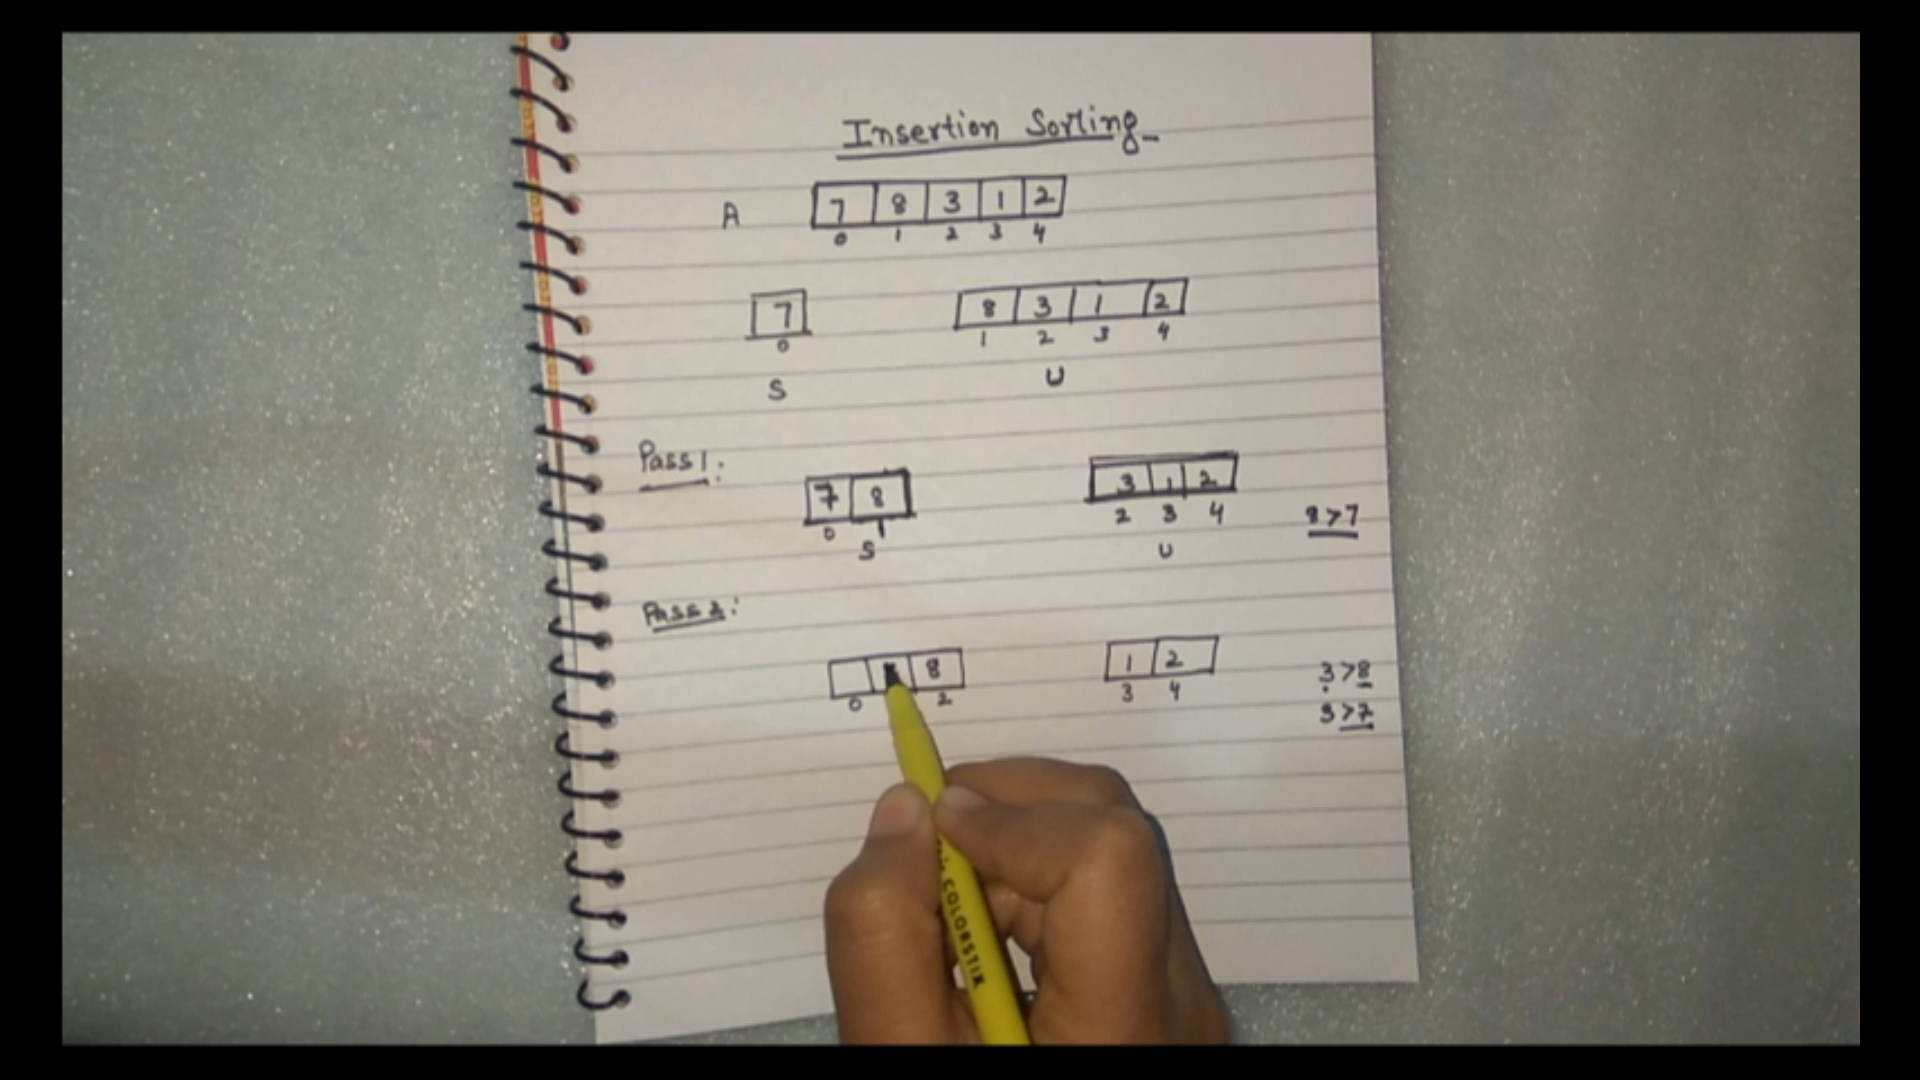 Insertion Sorting
A 7 8 3 1 2
0 1 2 3 4
7 8 3 1 2
0 1 2 3 4
S U
Pass 1:
7 8 3 1 2
0 1 2 3 4 8>7
S U
Pass 2:
8 1 2 3>8
0 2 3 4 3>7
COLORSTIX